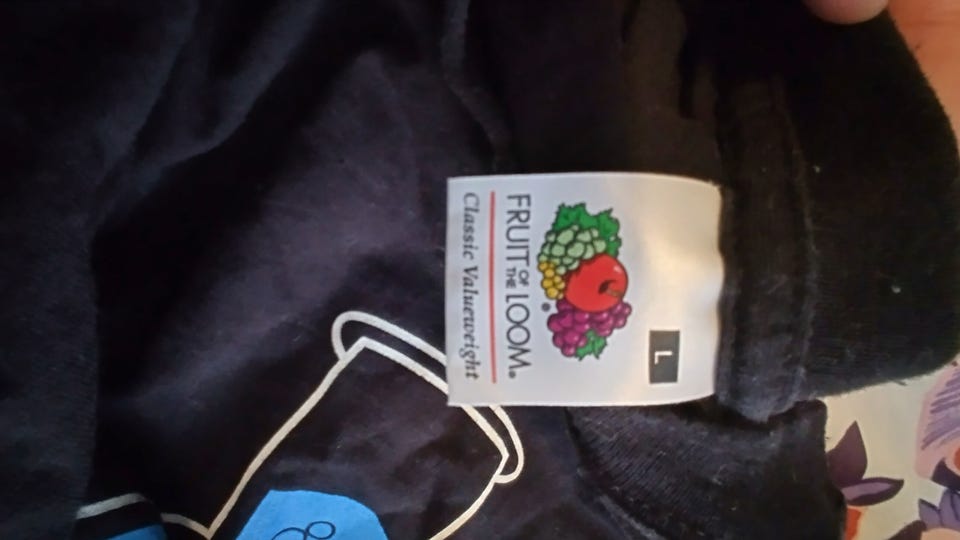 L
FRUIT OF THE LOOM®
Classic Valueweight